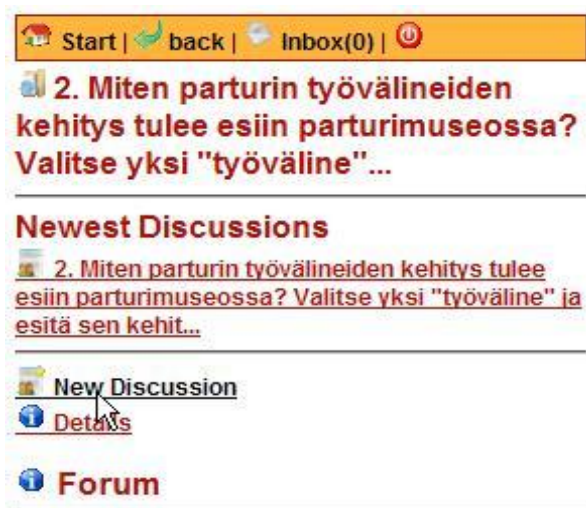 Start | back | Inbox(0) |
2. Miten parturin työvälineiden
kehitys tulee esiin parturimuseossa?
Valitse yksi "työväline"...
Newest Discussions
2. Miten parturin työvälineiden kehitys tulee
esiin parturimuseossa? Valitse yksi "työväline" ja
esitä sen kehit...
New Discussion
Details
Forum